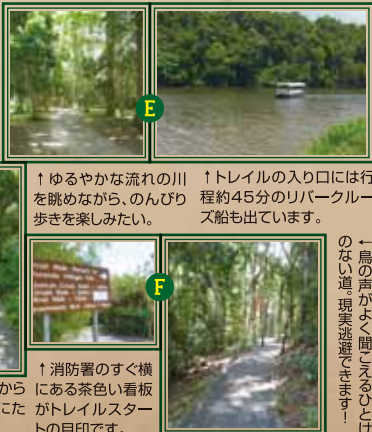 E
↑ゆるやかな流れの川
を眺めながら、のんびり
歩きを楽しみたい。
↑トレイルの入り口には行
程約45分のリバークルー
ズ船も出ています。
←鳥の声がよく聞こえるひとけ
のない道。現実逃避できます！
F
から
にた
↑消防署のすぐ横
にある茶色い看板
がトレイルスター
トの目印です。